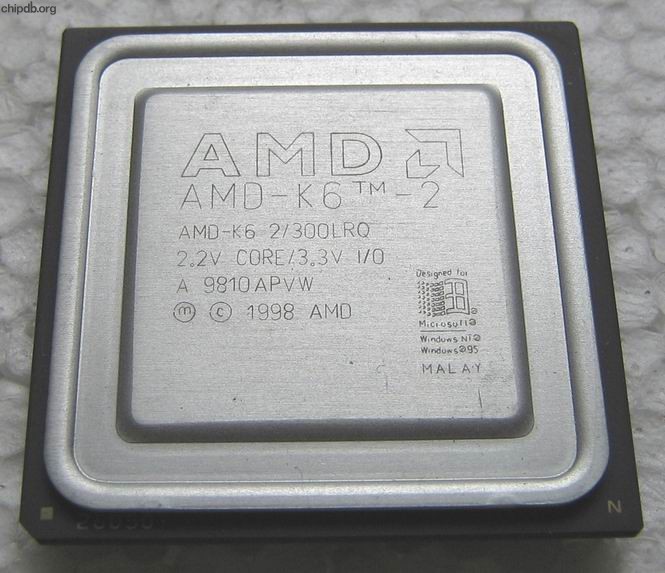 chipdb.org
AMD
AMD-K6™-2
AMD-K6 2/300LRQ
2.2V CORE/3.3V I/O
A 9810APVW
ⓜ © 1998 AMD
Designed for
Microsoft®
Windows NT®
Windows®95
MALAY
N